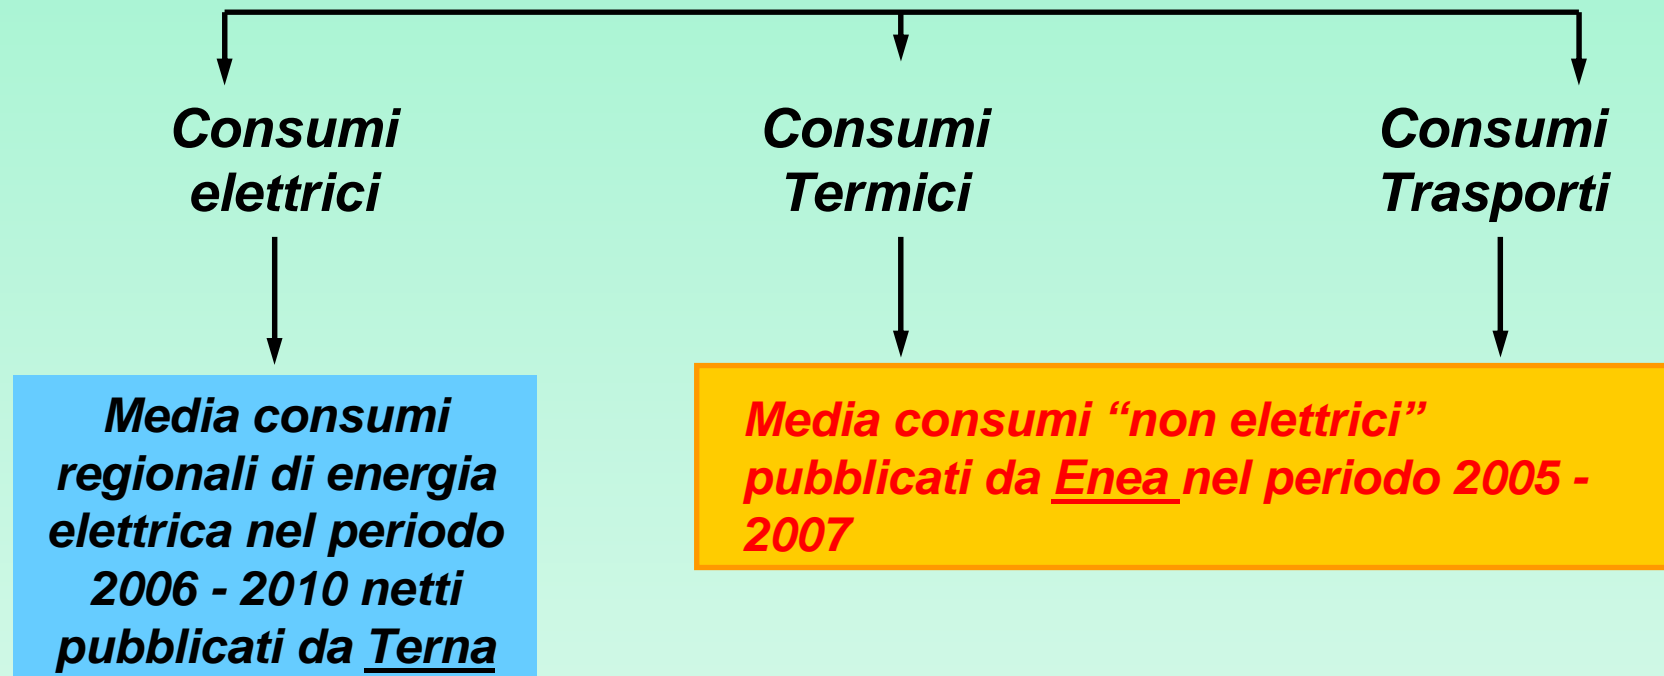 Consumi
elettrici
Consumi
Termici
Consumi
Trasporti
Media consumi
regionali di energia
elettrica nel periodo
2006 - 2010 netti
pubblicati da Terna
Media consumi “non elettrici”
pubblicati da Enea nel periodo 2005 -
2007